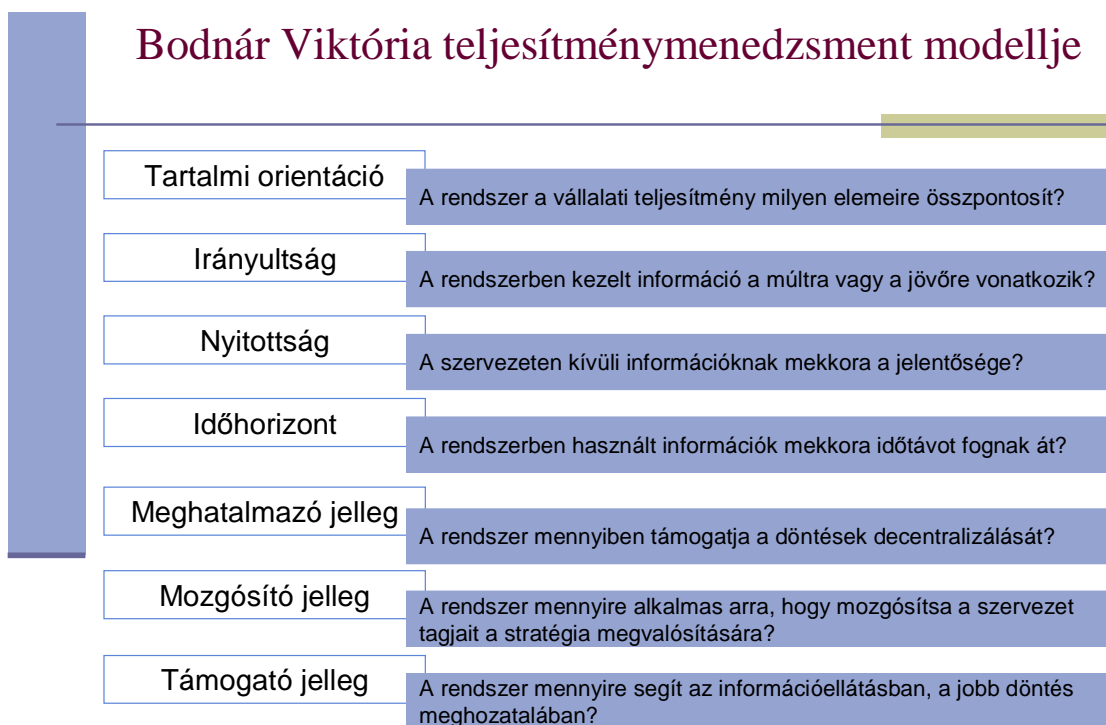 Bodnár Viktória teljesítménymenedzsment modellje
Tartalmi orientáció
A rendszer a vállalati teljesítmény milyen elemeire összpontosít?
Irányultság
A rendszerben kezelt információ a múltra vagy a jövőre vonatkozik?
Nyitottság
A szervezeten kívüli információknak mekkora a jelentősége?
Időhorizont
A rendszerben használt információk mekkora időtávot fognak át?
Meghatalmazó jelleg
A rendszer mennyiben támogatja a döntések decentralizálását?
Mozgósító jelleg
A rendszer mennyire alkalmas arra, hogy mozgósítsa a szervezet
tagjait a stratégia megvalósítására?
Támogató jelleg
A rendszer mennyire segít az információellátásban, a jobb döntés
meghozatalában?